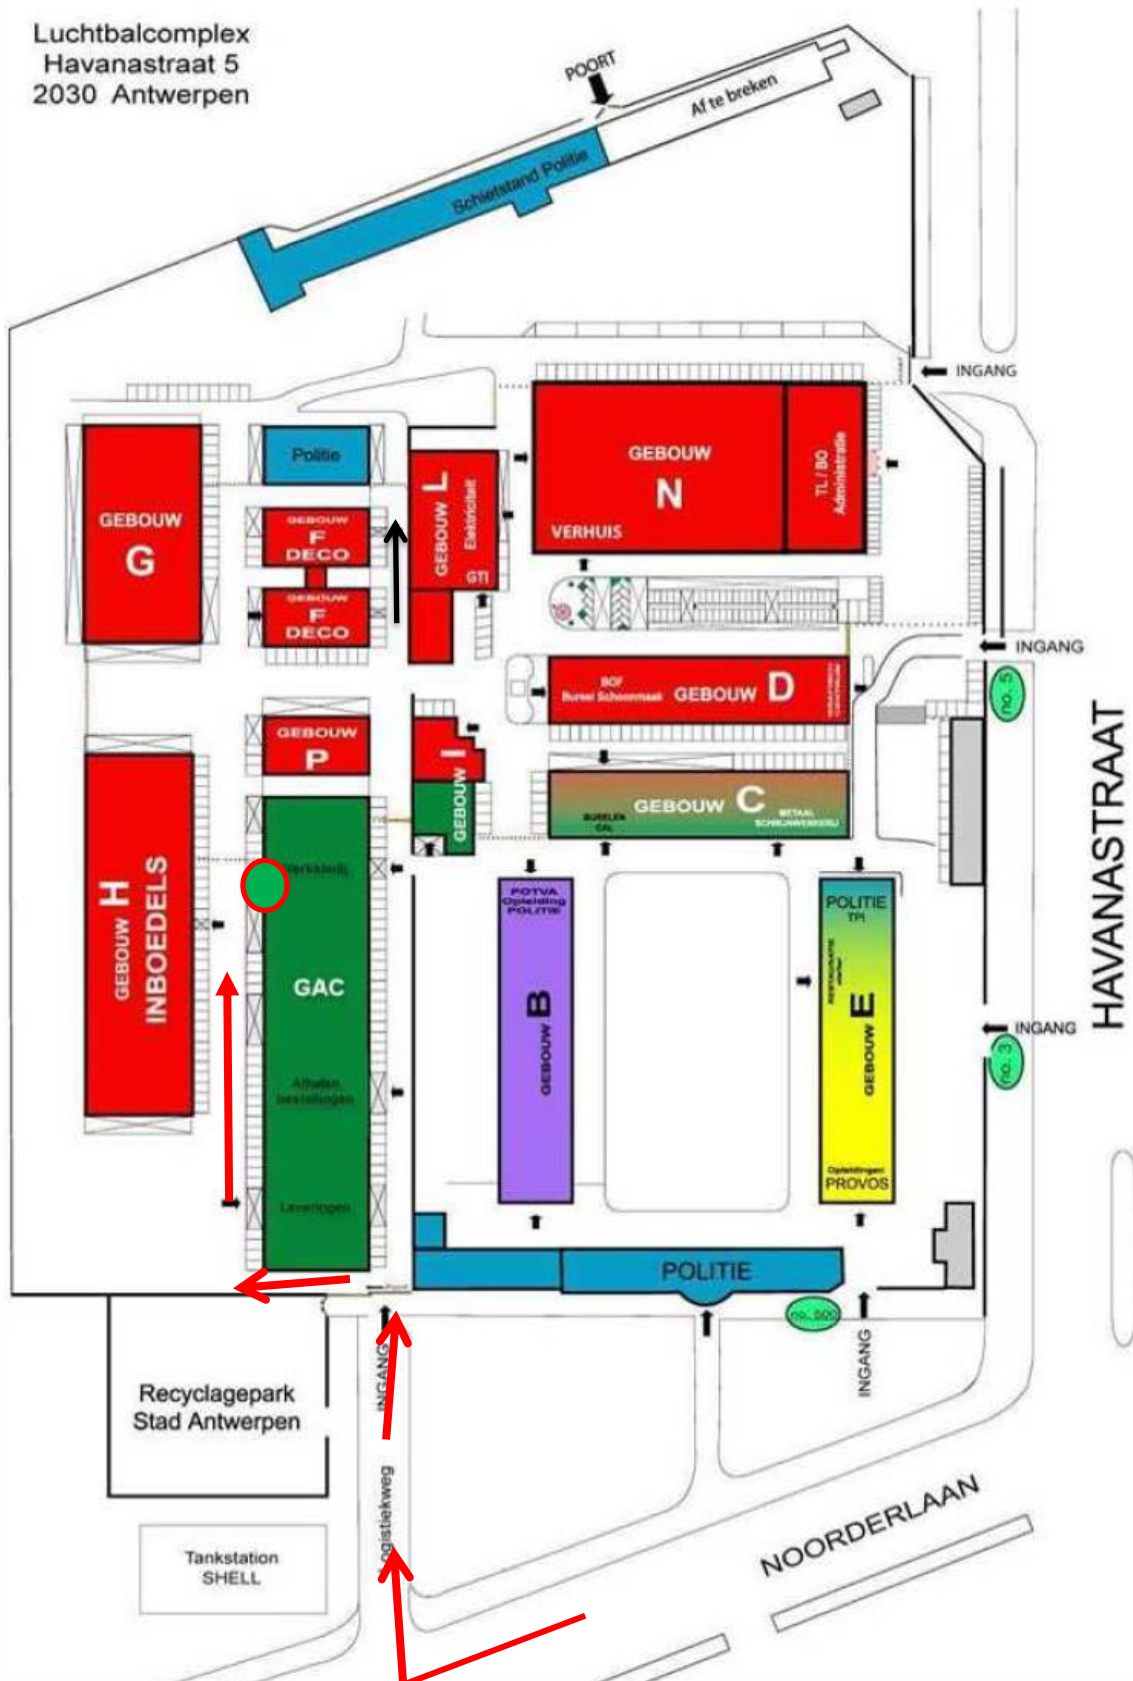 Luchtbalcomplex
Havanastraat 5
2030 Antwerpen
POORT
Af te breken
Schietstand Politie
INGANG
GEBOUW
G
Politie
GEBOUW
F
DECO
GEBOUW
F
DECO
GEBOUW L
Elektriciteit
GTI
GEBOUW
N
VERHUIS
TL / BO
Administratie
INGANG
no. 5
BOF
Bureel Schoonmaak
GEBOUW D
GEBOUW
P
GEBOUW I
GEBOUW C
BURELEN
GEBOUW H
INBOEDELS
Werkkledij
GAC
Afhalen
bestellingen
Leveringen
POTVA
Opleiding
POLITIE
GEBOUW B
POLITIE
TPI
RESTAURATIE
GEBOUW E
Opleidingen
PROVOS
HAVANASTRAAT
INGANG
no. 3
POLITIE
no. 500
INGANG
INGANG
Recyclagepark
Stad Antwerpen
Logistiekweg
Tankstation
SHELL
NOORDERLAAN